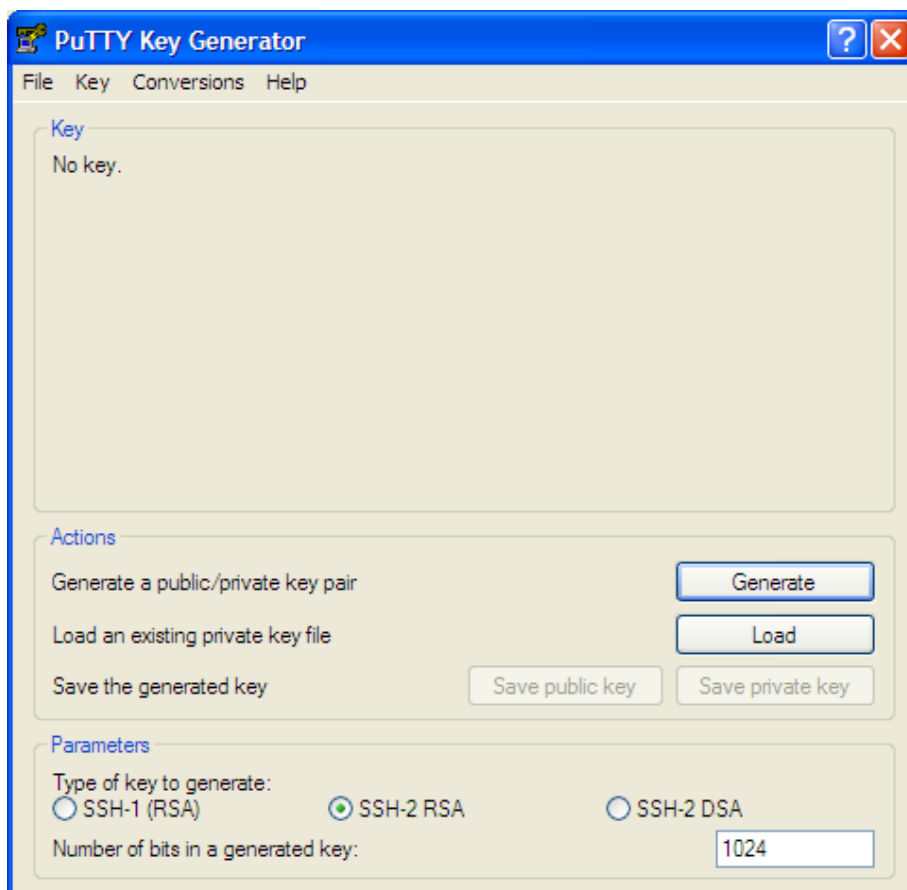 PuTTY Key Generator
File Key Conversions Help
Key
No key.
Actions
Generate a public/private key pair Generate
Load an existing private key file Load
Save the generated key Save public key Save private key
Parameters
Type of key to generate:
SSH-1 (RSA) SSH-2 RSA SSH-2 DSA
Number of bits in a generated key: 1024